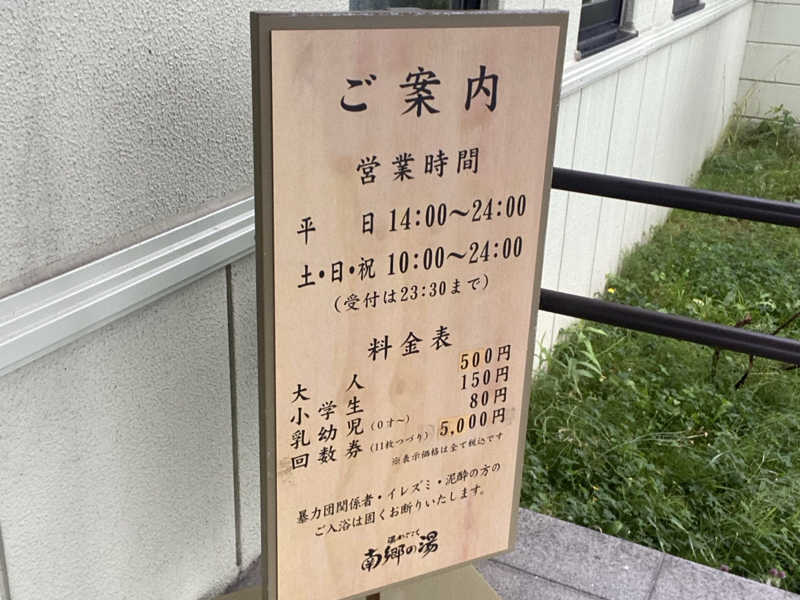 ご案内
営業時間
平日 14:00〜24:00
土・日・祝 10:00〜24:00
(受付は23:30まで)
料金表
大人 500円
小学生 150円
乳幼児(0才〜) 80円
回数券(11枚つづり) 5,000円
※表示価格は全て税込です
暴力団関係者・イレズミ・泥酔の方の
ご入浴は固くお断りいたします。
南郷の湯